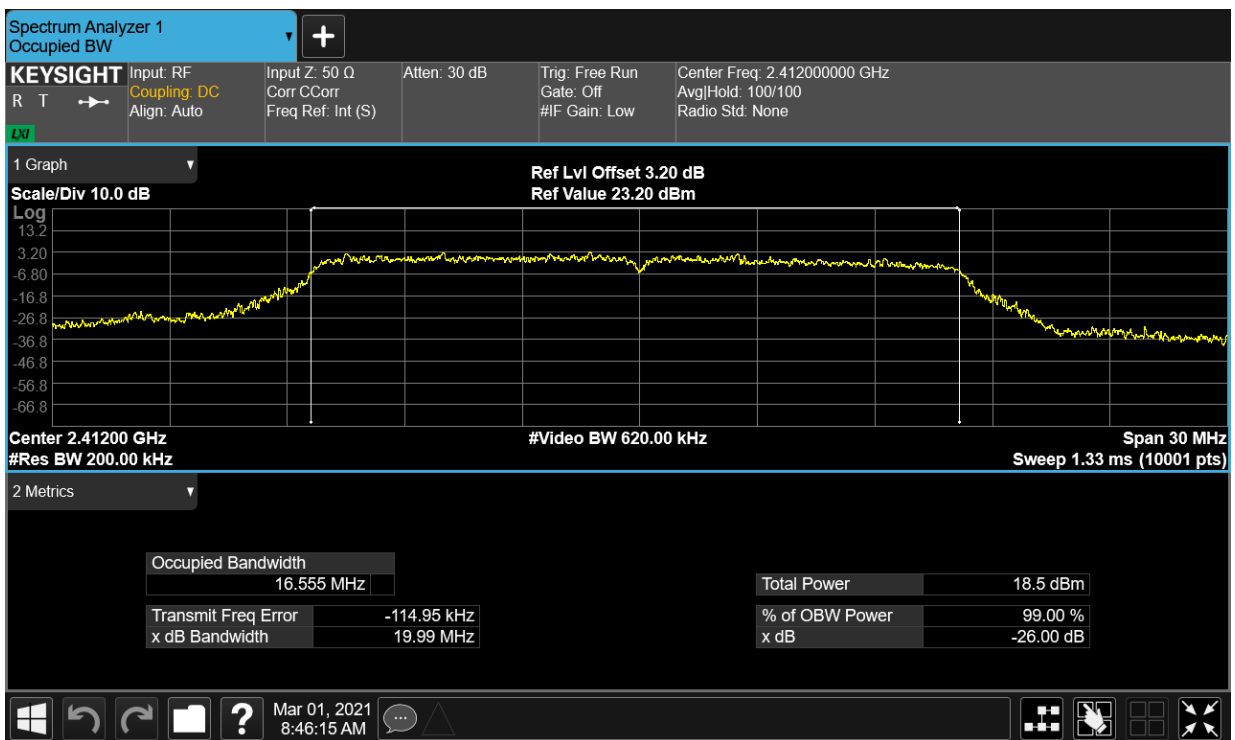 Spectrum Analyzer 1
Occupied BW
KEYSIGHT
R T
LXI
Input: RF
Coupling: DC
Align: Auto
Input Z: 50 Ω
Corr CCorr
Freq Ref: Int (S)
Atten: 30 dB
Trig: Free Run
Gate: Off
#IF Gain: Low
Center Freq: 2.412000000 GHz
Avg|Hold: 100/100
Radio Std: None
1 Graph
Scale/Div 10.0 dB
Ref Lvl Offset 3.20 dB
Ref Value 23.20 dBm
Log
13.2
3.20
-6.80
-16.8
-26.8
-36.8
-46.8
-56.8
-66.8
Center 2.41200 GHz
#Res BW 200.00 kHz
#Video BW 620.00 kHz
Span 30 MHz
Sweep 1.33 ms (10001 pts)
2 Metrics
Occupied Bandwidth
16.555 MHz
Transmit Freq Error -114.95 kHz
x dB Bandwidth 19.99 MHz
Total Power 18.5 dBm
% of OBW Power 99.00 %
x dB -26.00 dB
Mar 01, 2021
8:46:15 AM